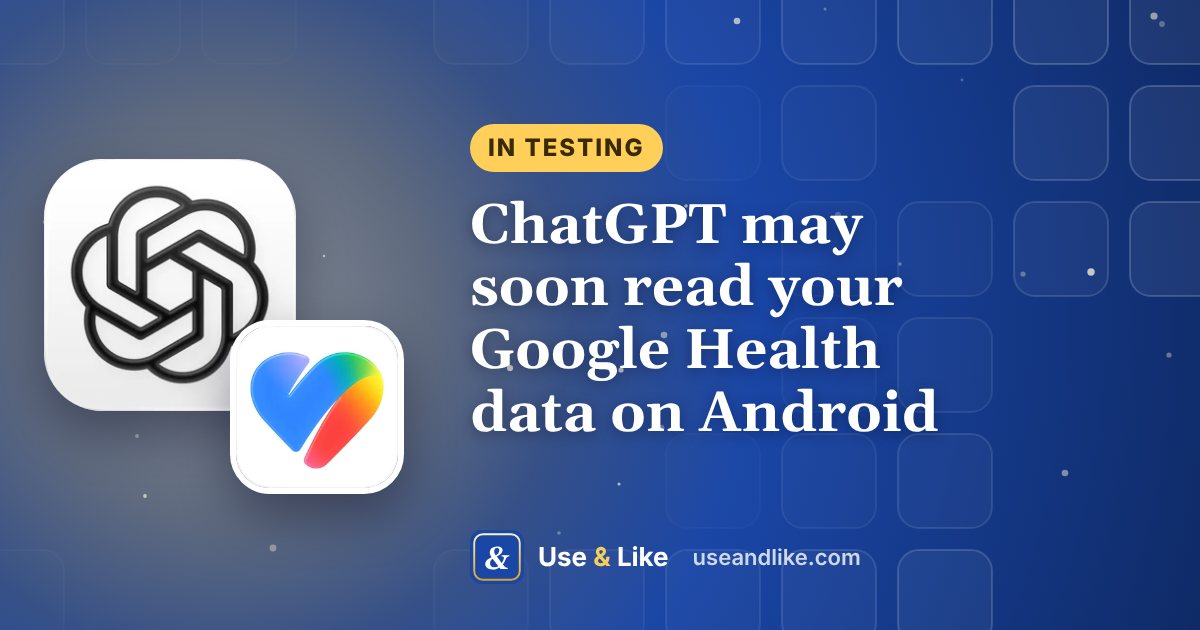 IN TESTING
ChatGPT may
soon read your
Google Health
data on Android
& Use & Like useandlike.com